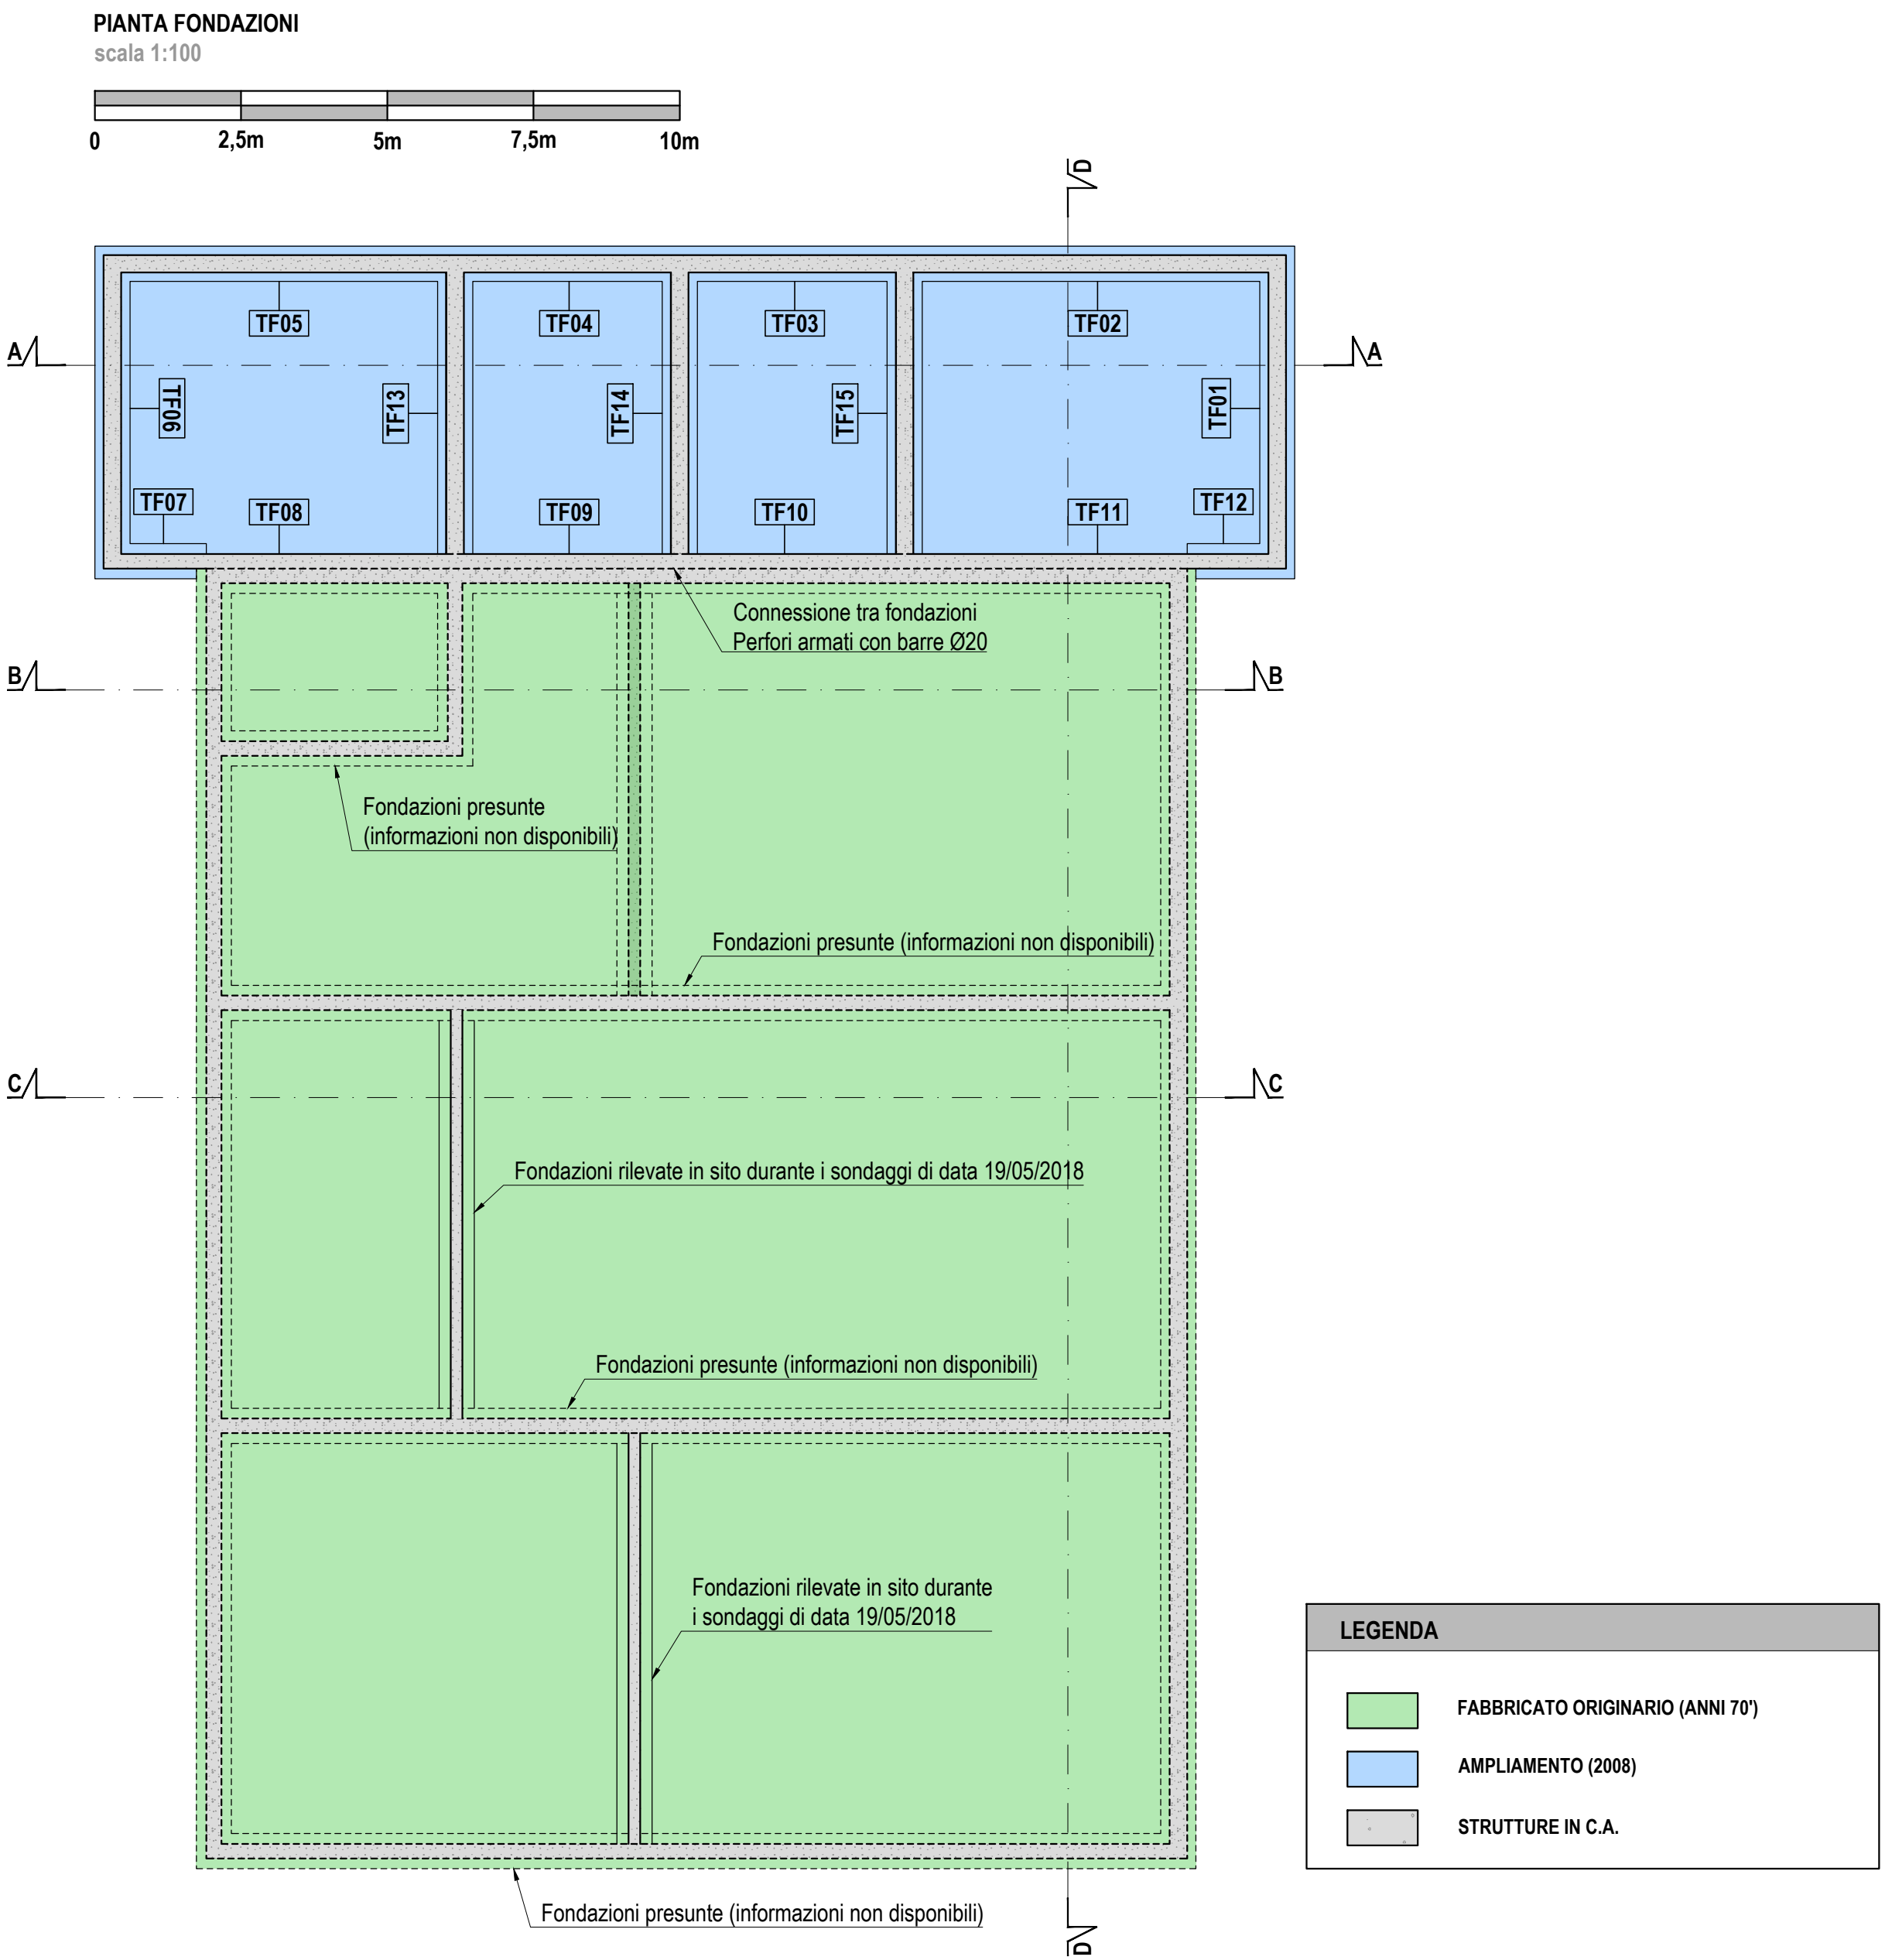 PIANTA FONDAZIONI
scala 1:100
0 2,5m 5m 7,5m 10m
D
TF05 TF04 TF03 TF02
A A
TF06 TF13 TF14 TF15 TF01
TF07 TF08 TF09 TF10 TF11 TF12
Connessione tra fondazioni
Perfori armati con barre Ø20
B B
Fondazioni presunte
(informazioni non disponibili)
Fondazioni presunte (informazioni non disponibili)
C C
Fondazioni rilevate in sito durante i sondaggi di data 19/05/2018
Fondazioni presunte (informazioni non disponibili)
Fondazioni rilevate in sito durante
i sondaggi di data 19/05/2018
Fondazioni presunte (informazioni non disponibili)
D
LEGENDA
FABBRICATO ORIGINARIO (ANNI 70')
AMPLIAMENTO (2008)
STRUTTURE IN C.A.